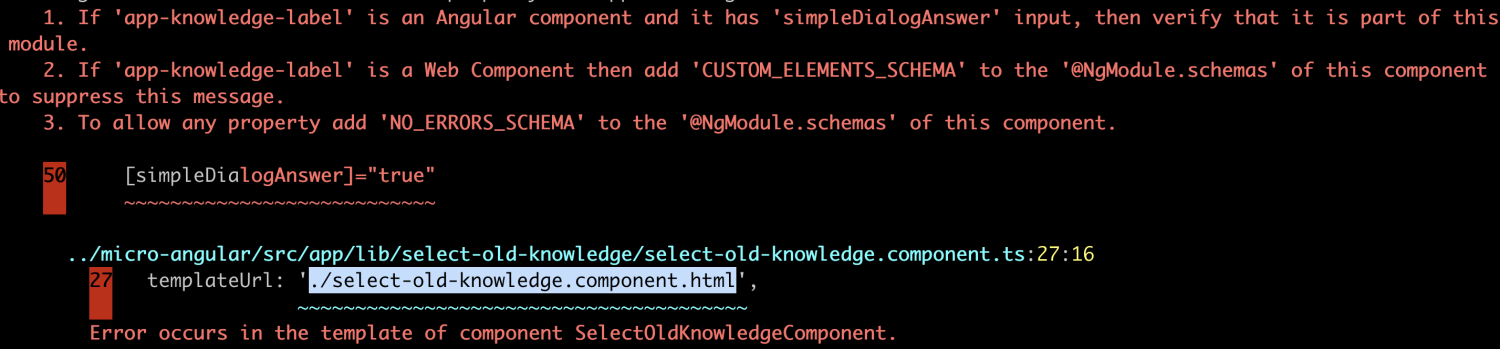 1. If 'app-knowledge-label' is an Angular component and it has 'simpleDialogAnswer' input, then verify that it is part of this
module.
2. If 'app-knowledge-label' is a Web Component then add 'CUSTOM_ELEMENTS_SCHEMA' to the '@NgModule.schemas' of this component
to suppress this message.
3. To allow any property add 'NO_ERRORS_SCHEMA' to the '@NgModule.schemas' of this component.
50 [simpleDialogAnswer]="true"
~~~~~~~~~~~~~~~~~~~~~~~~~~~
../micro-angular/src/app/lib/select-old-knowledge/select-old-knowledge.component.ts:27:16
27 templateUrl: './select-old-knowledge.component.html',
~~~~~~~~~~~~~~~~~~~~~~~~~~~~~~~~~~~~~~~
Error occurs in the template of component SelectOldKnowledgeComponent.